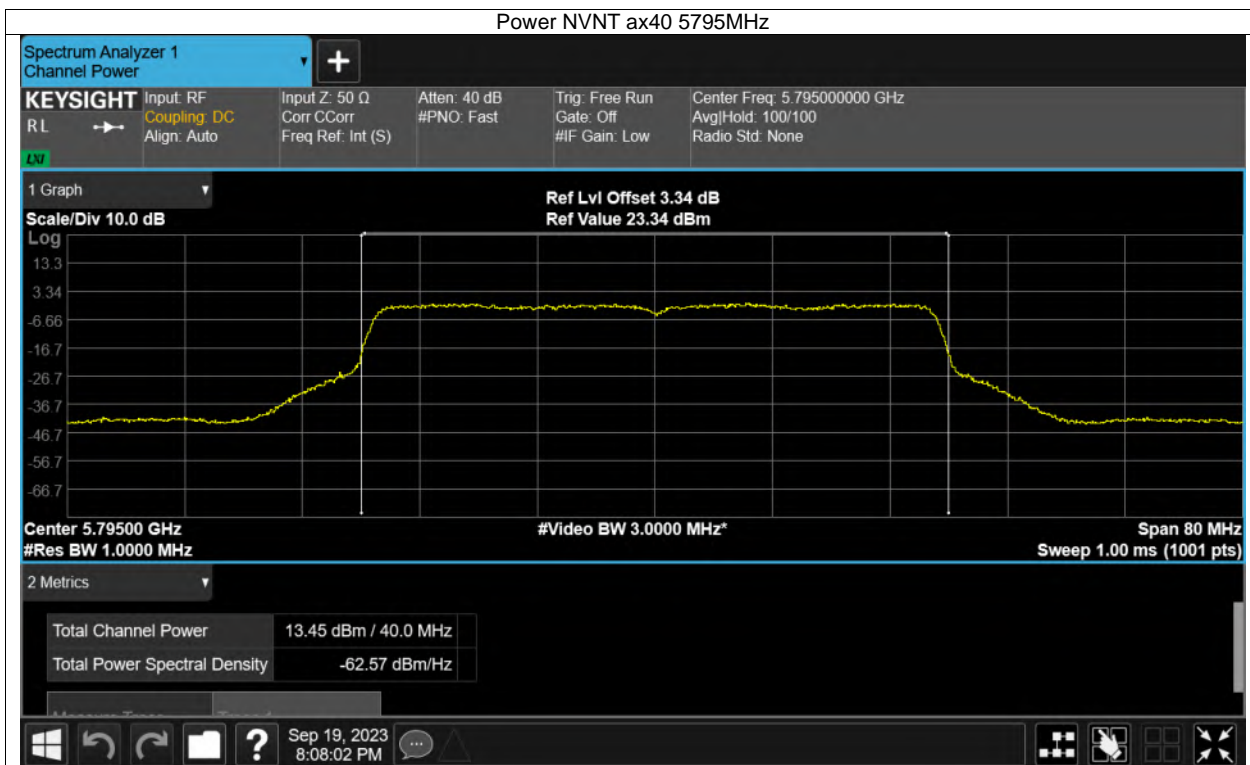 Power NVNT ax40 5795MHz
Spectrum Analyzer 1
Channel Power
KEYSIGHT
RL
LXI
Input: RF
Coupling: DC
Align: Auto
Input Z: 50 Ω
Corr CCorr
Freq Ref: Int (S)
Atten: 40 dB
#PNO: Fast
Trig: Free Run
Gate: Off
#IF Gain: Low
Center Freq: 5.795000000 GHz
Avg|Hold: 100/100
Radio Std: None
1 Graph
Scale/Div 10.0 dB
Ref Lvl Offset 3.34 dB
Ref Value 23.34 dBm
Log
13.3
3.34
-6.66
-16.7
-26.7
-36.7
-46.7
-56.7
-66.7
Center 5.79500 GHz
#Res BW 1.0000 MHz
#Video BW 3.0000 MHz*
Span 80 MHz
Sweep 1.00 ms (1001 pts)
2 Metrics
Total Channel Power 13.45 dBm / 40.0 MHz
Total Power Spectral Density -62.57 dBm/Hz
?
Sep 19, 2023
8:08:02 PM